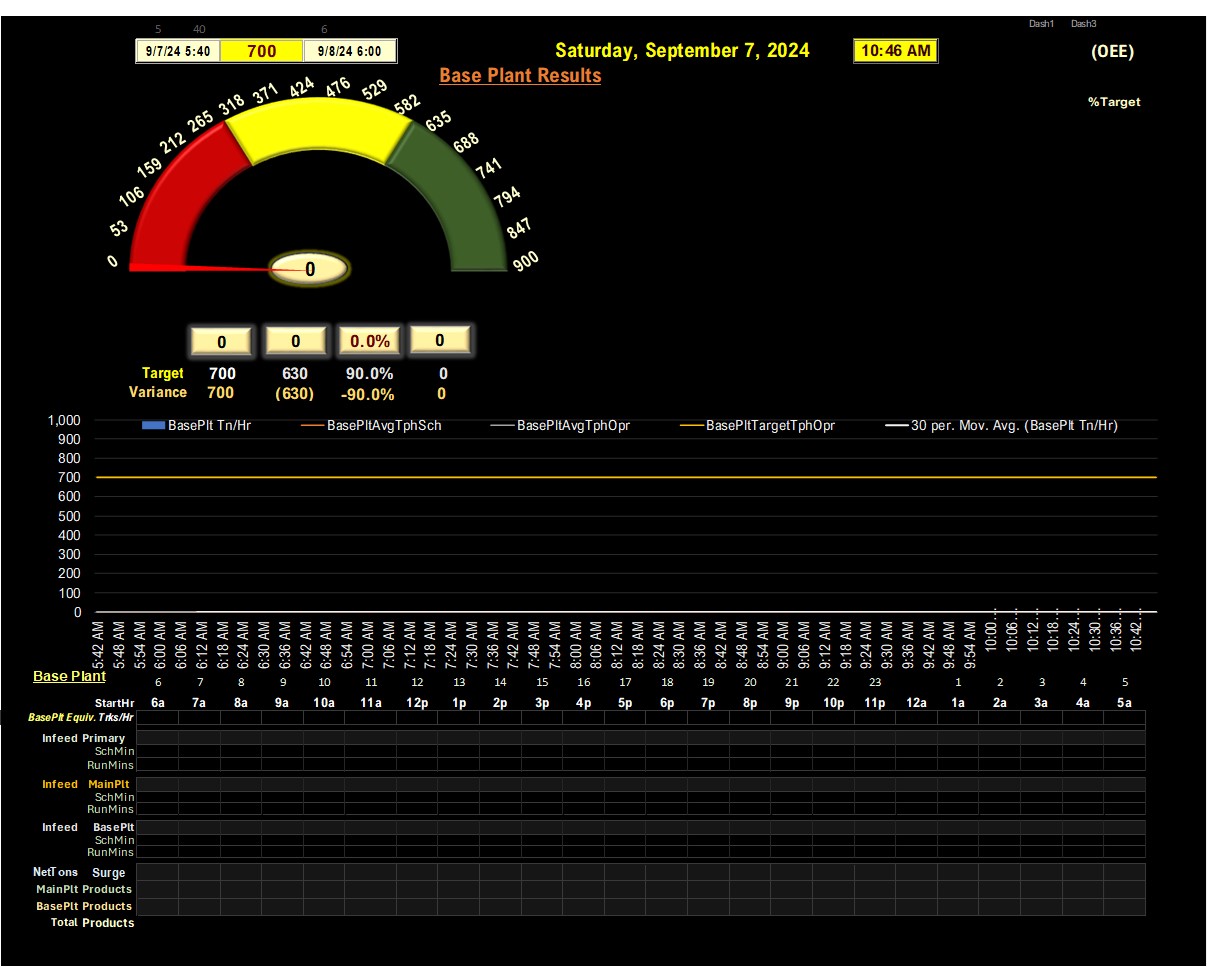 5 40 6 Dash1 Dash3
9/7/24 5:40 700 9/8/24 6:00 Saturday, September 7, 2024 10:46 AM (OEE)
Base Plant Results
%Target
0 53 106 159 212 265 318 371 424 476 529 582 635 688 741 794 847 900
0
0 0 0.0% 0
Target 700 630 90.0% 0
Variance 700 (630) -90.0% 0
BasePlt Tn/Hr BasePltAvgTphSch BasePltAvgTphOpr BasePltTargetTphOpr 30 per. Mov. Avg. (BasePlt Tn/Hr)
1,000
900
800
700
600
500
400
300
200
100
0
5:42 AM 5:48 AM 5:54 AM 6:00 AM 6:06 AM 6:12 AM 6:18 AM 6:24 AM 6:30 AM 6:36 AM 6:42 AM 6:48 AM 6:54 AM 7:00 AM 7:06 AM 7:12 AM 7:18 AM 7:24 AM 7:30 AM 7:36 AM 7:42 AM 7:48 AM 7:54 AM 8:00 AM 8:06 AM 8:12 AM 8:18 AM 8:24 AM 8:30 AM 8:36 AM 8:42 AM 8:48 AM 8:54 AM 9:00 AM 9:06 AM 9:12 AM 9:18 AM 9:24 AM 9:30 AM 9:36 AM 9:42 AM 9:48 AM 9:54 AM 10:00... 10:06... 10:12... 10:18... 10:24... 10:30... 10:36... 10:42...
Base Plant
6 7 8 9 10 11 12 13 14 15 16 17 18 19 20 21 22 23 1 2 3 4 5
StartHr 6a 7a 8a 9a 10a 11a 12p 1p 2p 3p 4p 5p 6p 7p 8p 9p 10p 11p 12a 1a 2a 3a 4a 5a
BasePlt Equiv. Trks/Hr
Infeed Primary
SchMin
RunMins
Infeed MainPlt
SchMin
RunMins
Infeed BasePlt
SchMin
RunMins
NetTons Surge
MainPlt Products
BasePlt Products
Total Products